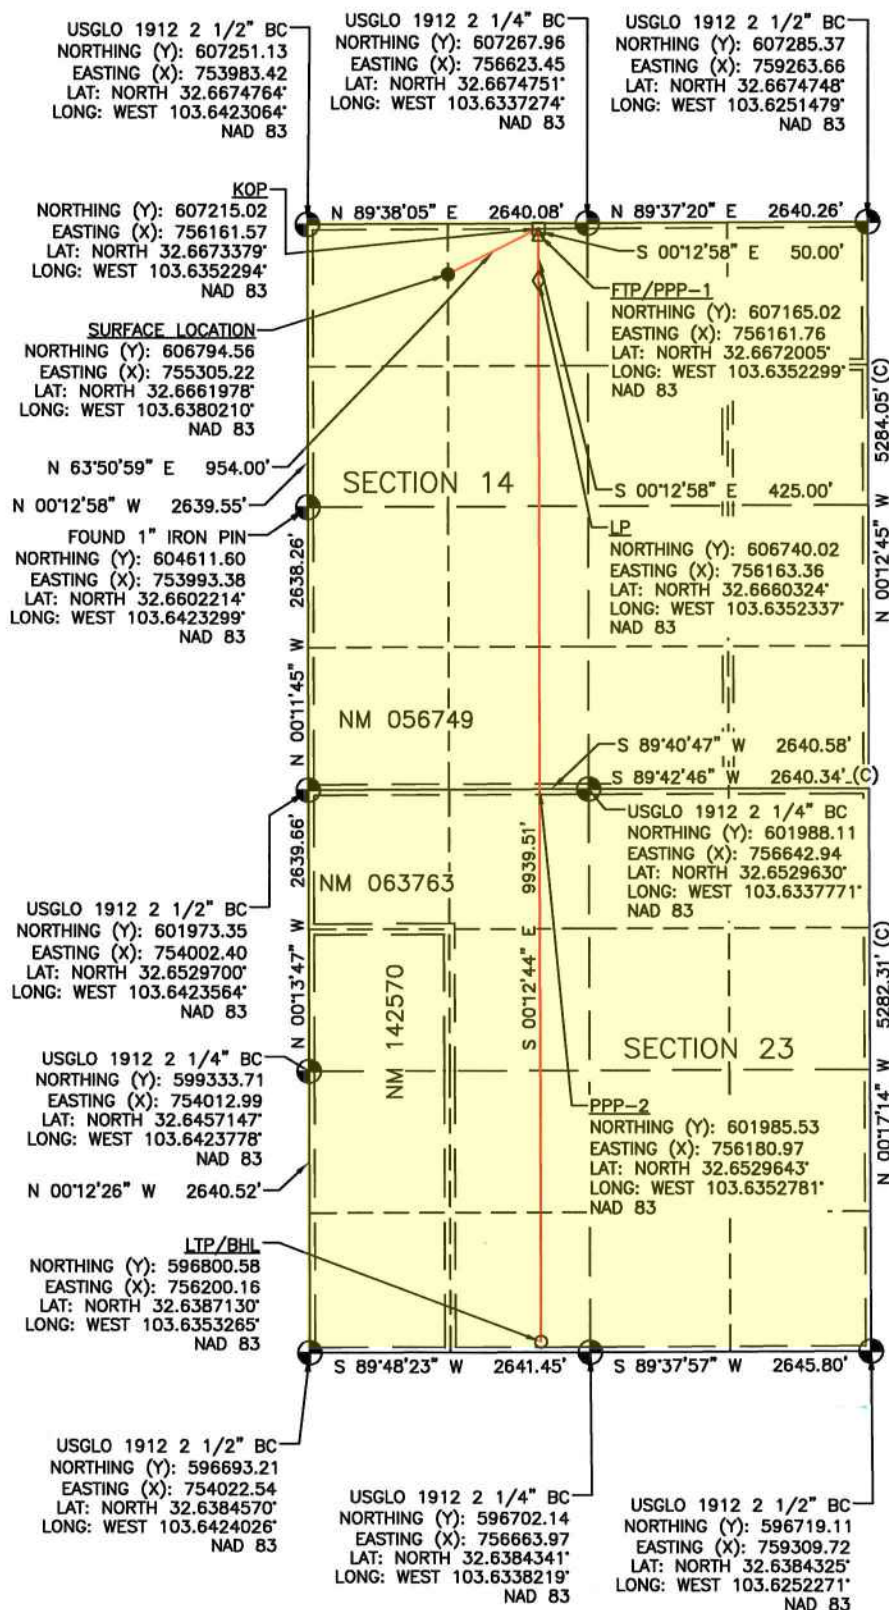 USGLO 1912 2 1/2" BC
NORTHING (Y): 607251.13
EASTING (X): 753983.42
LAT: NORTH 32.6674764°
LONG: WEST 103.6423064°
NAD 83
USGLO 1912 2 1/4" BC
NORTHING (Y): 607267.96
EASTING (X): 756623.45
LAT: NORTH 32.6674751°
LONG: WEST 103.6337274°
NAD 83
USGLO 1912 2 1/2" BC
NORTHING (Y): 607285.37
EASTING (X): 759263.66
LAT: NORTH 32.6674748°
LONG: WEST 103.6251479°
NAD 83
KOP
NORTHING (Y): 607215.02
EASTING (X): 756161.57
LAT: NORTH 32.6673379°
LONG: WEST 103.6352294°
NAD 83
N 89°38'05" E 2640.08'
N 89°37'20" E 2640.26'
S 00°12'58" E 50.00'
FTP/PPP-1
NORTHING (Y): 607165.02
EASTING (X): 756161.76
LAT: NORTH 32.6672005°
LONG: WEST 103.6352299°
NAD 83
SURFACE LOCATION
NORTHING (Y): 606794.56
EASTING (X): 755305.22
LAT: NORTH 32.6661978°
LONG: WEST 103.6380210°
NAD 83
N 63°50'59" E 954.00'
N 00°12'58" W 2639.55'
SECTION 14
S 00°12'58" E 425.00'
N 00°12'45" W 5284.05' (C)
FOUND 1" IRON PIN
NORTHING (Y): 604611.60
EASTING (X): 753993.38
LAT: NORTH 32.6602214°
LONG: WEST 103.6423299°
NAD 83
LP
NORTHING (Y): 606740.02
EASTING (X): 756163.36
LAT: NORTH 32.6660324°
LONG: WEST 103.6352337°
NAD 83
N 00°11'45" W 2638.26'
NM 056749
S 89°40'47" W 2640.58'
S 89°42'46" W 2640.34' (C)
USGLO 1912 2 1/4" BC
NORTHING (Y): 601988.11
EASTING (X): 756642.94
LAT: NORTH 32.6529630°
LONG: WEST 103.6337771°
NAD 83
NM 063763
N 00°13'47" W 2639.66'
S 00°12'44" E 9939.51'
USGLO 1912 2 1/2" BC
NORTHING (Y): 601973.35
EASTING (X): 754002.40
LAT: NORTH 32.6529700°
LONG: WEST 103.6423564°
NAD 83
NM 142570
SECTION 23
N 00°17'14" W 5282.31' (C)
USGLO 1912 2 1/4" BC
NORTHING (Y): 599333.71
EASTING (X): 754012.99
LAT: NORTH 32.6457147°
LONG: WEST 103.6423778°
NAD 83
N 00°12'26" W 2640.52'
PPP-2
NORTHING (Y): 601985.53
EASTING (X): 756180.97
LAT: NORTH 32.6529643°
LONG: WEST 103.6352781°
NAD 83
LTP/BHL
NORTHING (Y): 596800.58
EASTING (X): 756200.16
LAT: NORTH 32.6387130°
LONG: WEST 103.6353265°
NAD 83
S 89°48'23" W 2641.45'
S 89°37'57" W 2645.80'
USGLO 1912 2 1/2" BC
NORTHING (Y): 596693.21
EASTING (X): 754022.54
LAT: NORTH 32.6384570°
LONG: WEST 103.6424026°
NAD 83
USGLO 1912 2 1/4" BC
NORTHING (Y): 596702.14
EASTING (X): 756663.97
LAT: NORTH 32.6384341°
LONG: WEST 103.6338219°
NAD 83
USGLO 1912 2 1/2" BC
NORTHING (Y): 596719.11
EASTING (X): 759309.72
LAT: NORTH 32.6384325°
LONG: WEST 103.6252271°
NAD 83